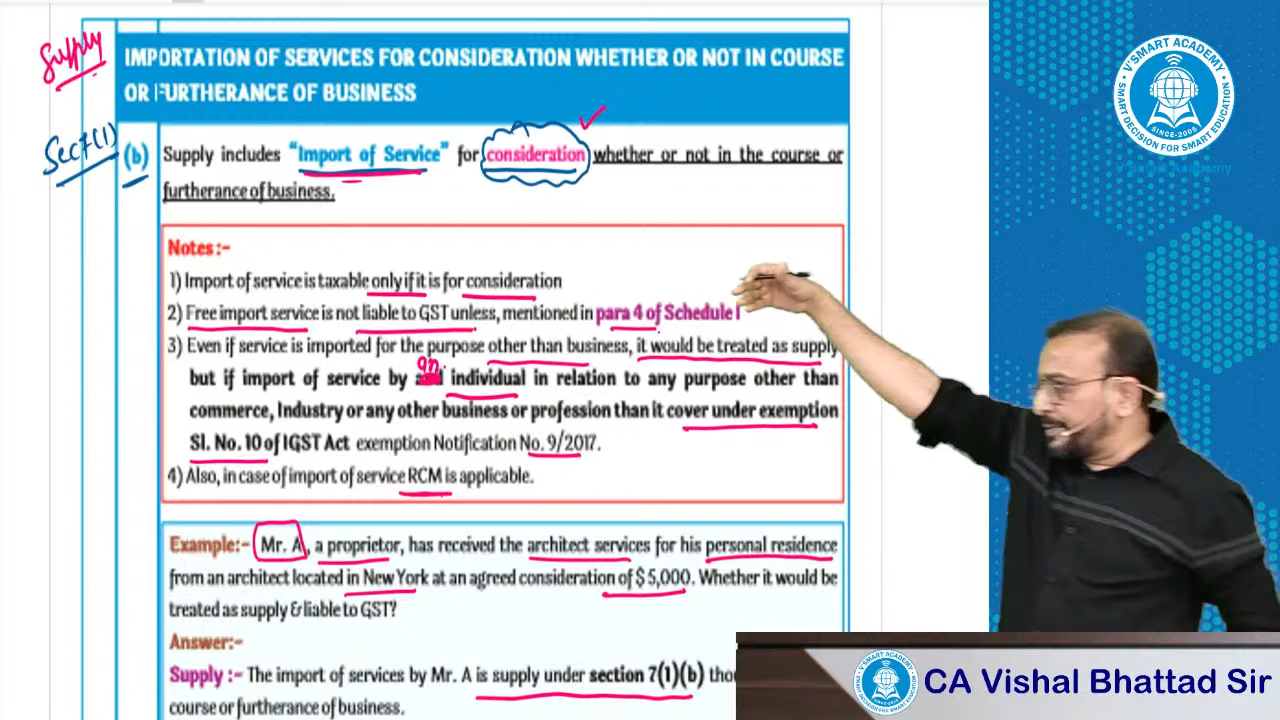 Supply
IMPORTATION OF SERVICES FOR CONSIDERATION WHETHER OR NOT IN COURSE
OR FURTHERANCE OF BUSINESS
Sec 7(1)
(b) Supply includes "Import of Service" for consideration whether or not in the course or
furtherance of business.
Notes :-
1) Import of service is taxable only if it is for consideration
2) Free import service is not liable to GST unless, mentioned in para 4 of Schedule I
3) Even if service is imported for the purpose other than business, it would be treated as supply
but if import of service by an individual in relation to any purpose other than
commerce, Industry or any other business or profession than it cover under exemption
Sl. No. 10 of IGST Act exemption Notification No. 9/2017.
4) Also, in case of import of service RCM is applicable.
Example:- Mr. A, a proprietor, has received the architect services for his personal residence
from an architect located in New York at an agreed consideration of $ 5,000. Whether it would be
treated as supply & liable to GST?
Answer:-
Supply :- The import of services by Mr. A is supply under section 7(1)(b)
course or furtherance of business.
V'SMART ACADEMY
SINCE-2005
SMART DECISION FOR SMART EDUCATION
V'Smart Academy
CA Vishal Bhattad Sir